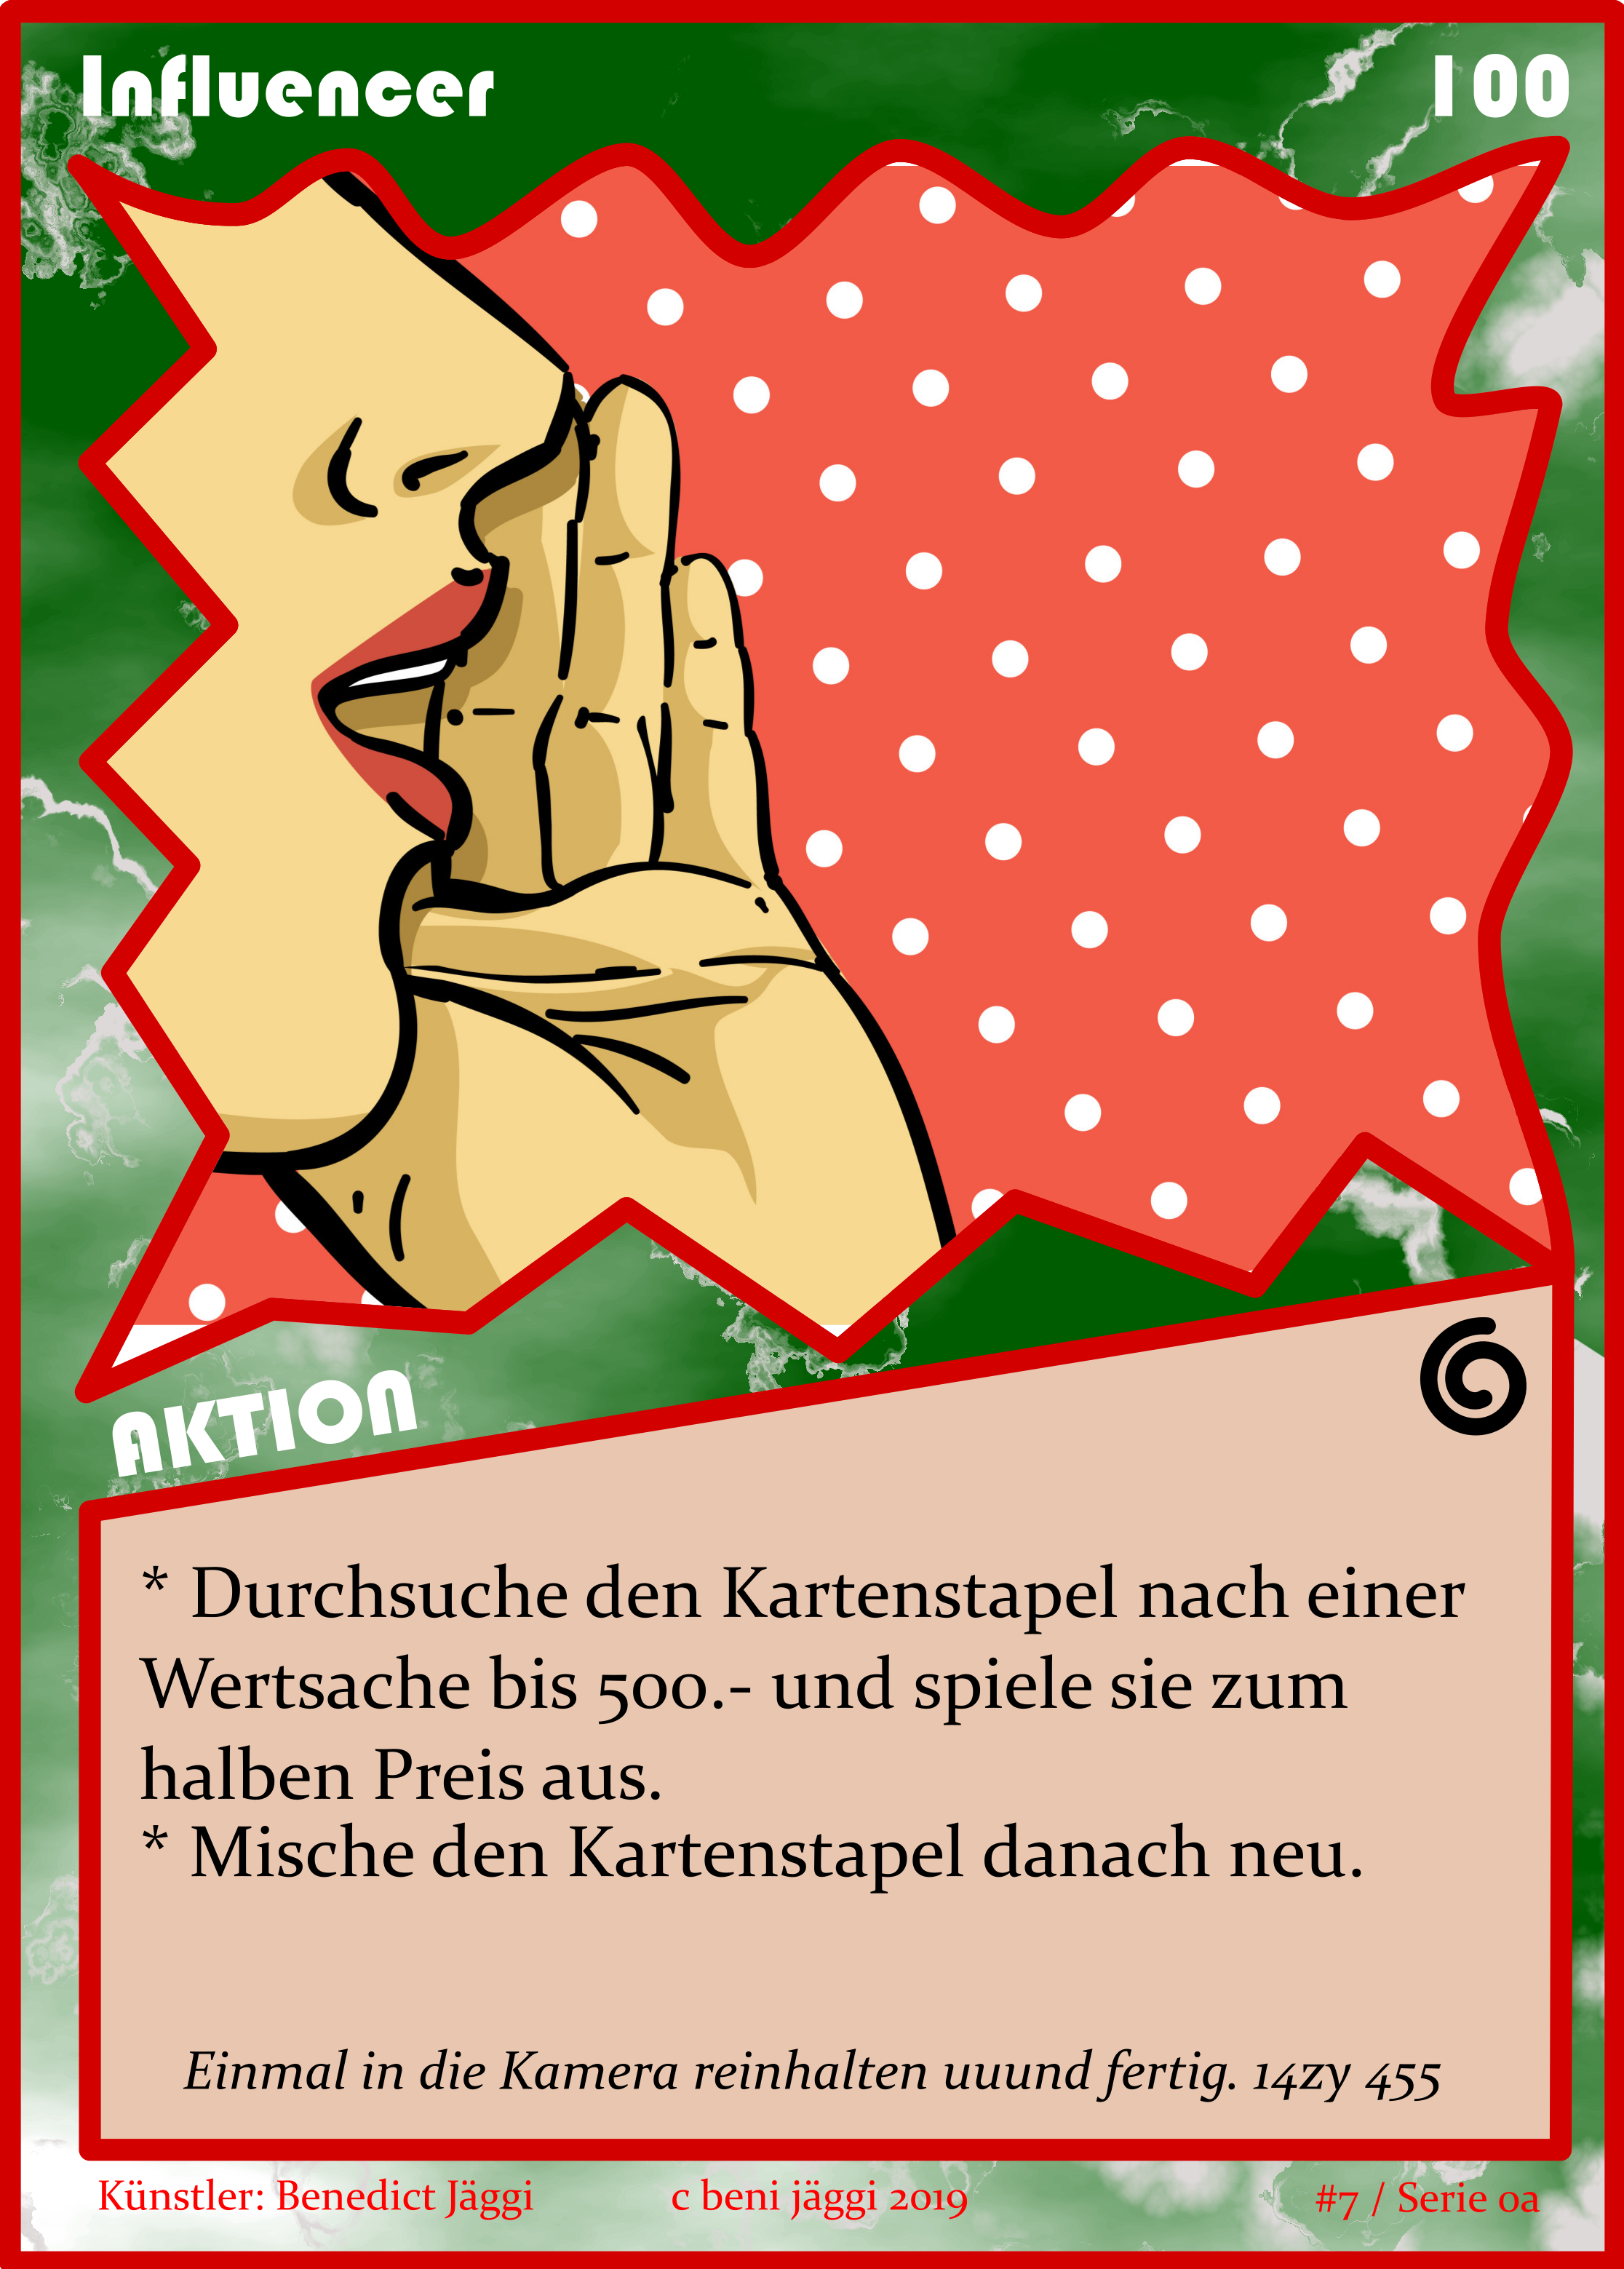 Influencer
100
AKTION
* Durchsuche den Kartenstapel nach einer
Wertsache bis 500.- und spiele sie zum
halben Preis aus.
* Mische den Kartenstapel danach neu.
Einmal in die Kamera reinhalten uuund fertig. 14zy 455
Künstler: Benedict Jäggi
c beni jäggi 2019
#7 / Serie 0a